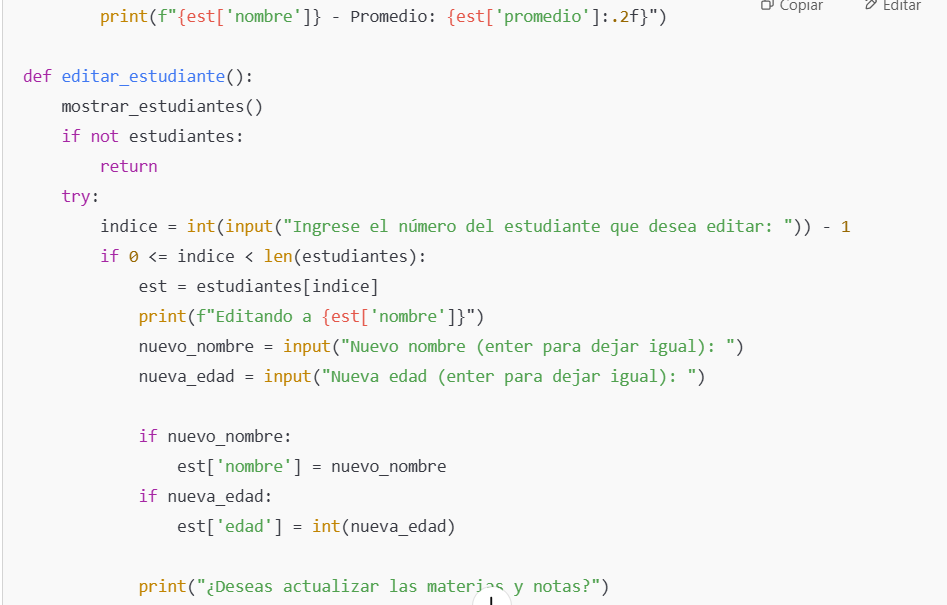 Copiar Editar
print(f"{est['nombre']} - Promedio: {est['promedio']:.2f}")
def editar_estudiante():
mostrar_estudiantes()
if not estudiantes:
return
try:
indice = int(input("Ingrese el número del estudiante que desea editar: ")) - 1
if 0 <= indice < len(estudiantes):
est = estudiantes[indice]
print(f"Editando a {est['nombre']}")
nuevo_nombre = input("Nuevo nombre (enter para dejar igual): ")
nueva_edad = input("Nueva edad (enter para dejar igual): ")
if nuevo_nombre:
est['nombre'] = nuevo_nombre
if nueva_edad:
est['edad'] = int(nueva_edad)
print("¿Deseas actualizar las materias y notas?")